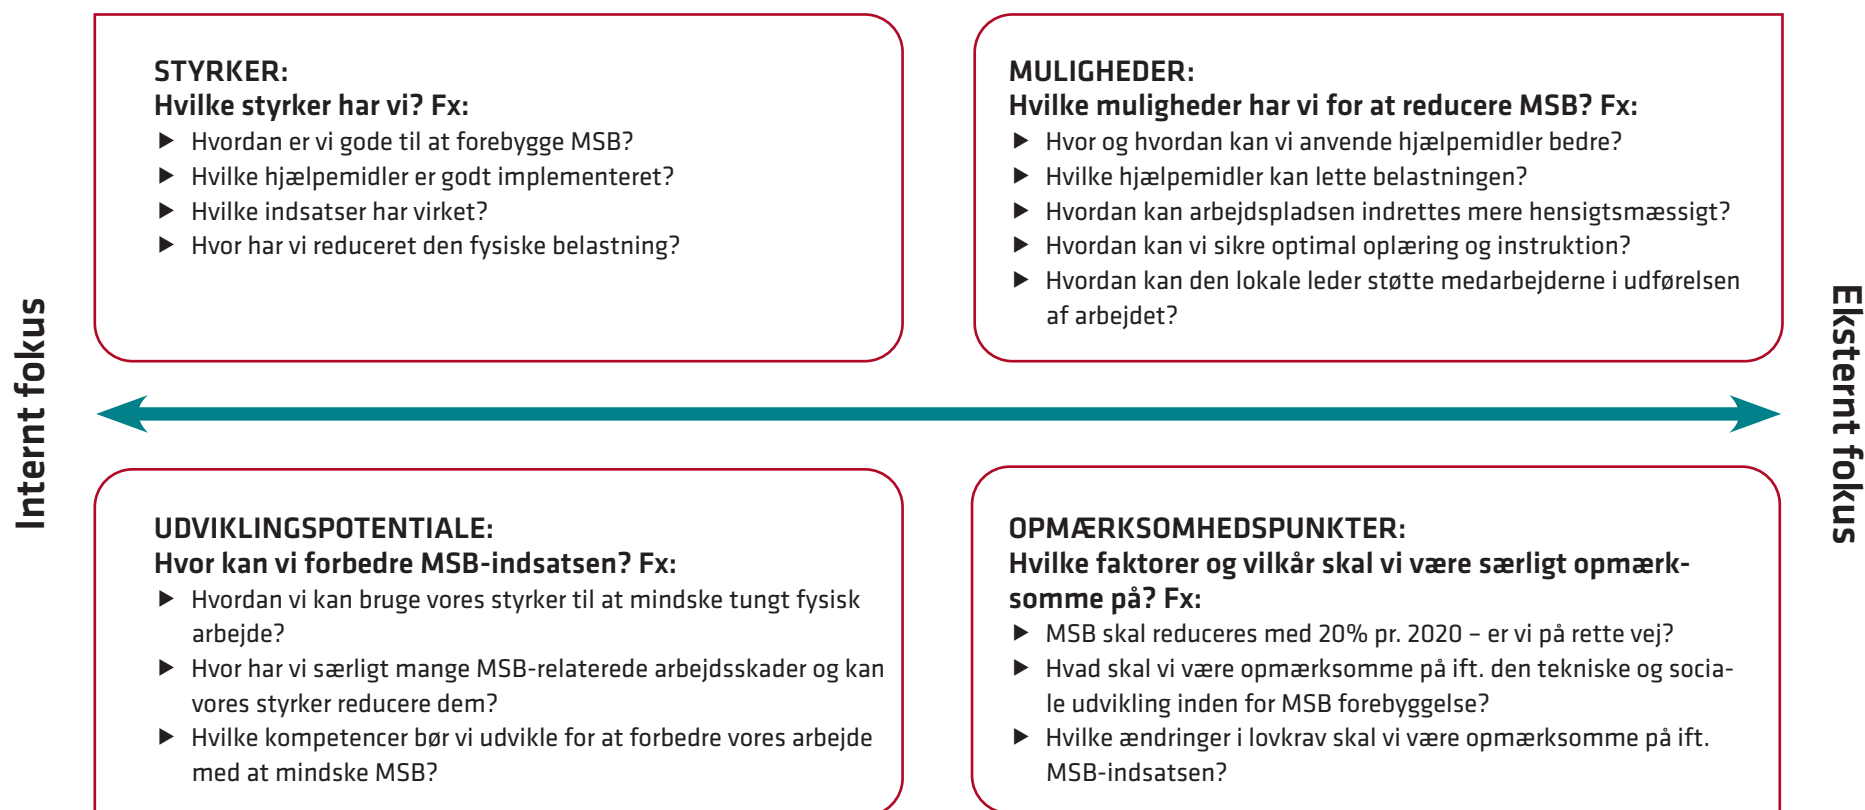 STYRKER:
Hvilke styrker har vi? Fx:
▶ Hvordan er vi gode til at forebygge MSB?
▶ Hvilke hjælpemidler er godt implementeret?
▶ Hvilke indsatser har virket?
▶ Hvor har vi reduceret den fysiske belastning?
MULIGHEDER:
Hvilke muligheder har vi for at reducere MSB? Fx:
▶ Hvor og hvordan kan vi anvende hjælpemidler bedre?
▶ Hvilke hjælpemidler kan lette belastningen?
▶ Hvordan kan arbejdspladsen indrettes mere hensigtsmæssigt?
▶ Hvordan kan vi sikre optimal oplæring og instruktion?
▶ Hvordan kan den lokale leder støtte medarbejderne i udførelsen
af arbejdet?
Internt fokus
Eksternt fokus
UDVIKLINGSPOTENTIALE:
Hvor kan vi forbedre MSB-indsatsen? Fx:
▶ Hvordan vi kan bruge vores styrker til at mindske tungt fysisk
arbejde?
▶ Hvor har vi særligt mange MSB-relaterede arbejdsskader og kan
vores styrker reducere dem?
▶ Hvilke kompetencer bør vi udvikle for at forbedre vores arbejde
med at mindske MSB?
OPMÆRKSOMHEDSPUNKTER:
Hvilke faktorer og vilkår skal vi være særligt opmærk-
somme på? Fx:
▶ MSB skal reduceres med 20% pr. 2020 – er vi på rette vej?
▶ Hvad skal vi være opmærksomme på ift. den tekniske og socia-
le udvikling inden for MSB forebyggelse?
▶ Hvilke ændringer i lovkrav skal vi være opmærksomme på ift.
MSB-indsatsen?